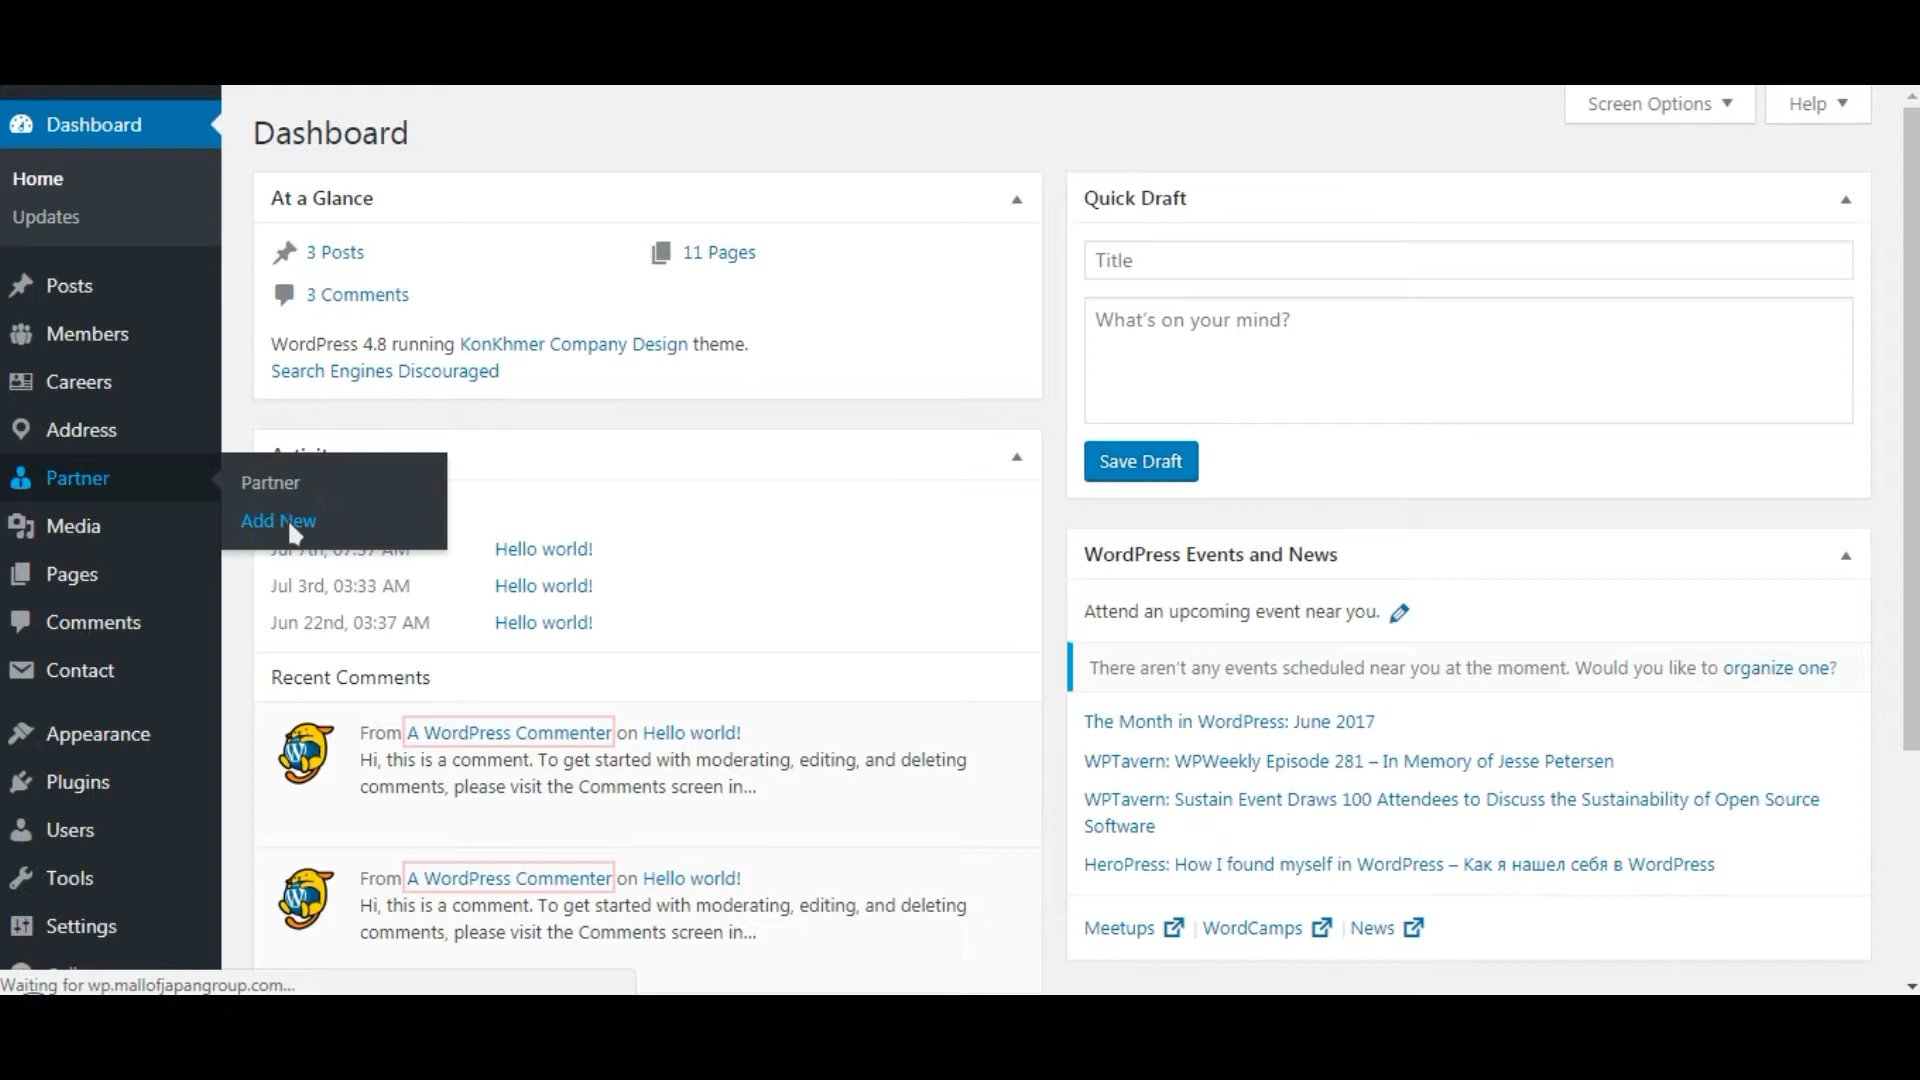 Screen Options
Help
Dashboard
Dashboard
Home
Updates
Posts
Members
Careers
Address
Partner
Media
Pages
Comments
Contact
Appearance
Plugins
Users
Tools
Settings
Partner
Add New
At a Glance
3 Posts
11 Pages
3 Comments
WordPress 4.8 running KonKhmer Company Design theme.
Search Engines Discouraged
Jul 7th, 07:37 AM Hello world!
Jul 3rd, 03:33 AM Hello world!
Jun 22nd, 03:37 AM Hello world!
Recent Comments
From A WordPress Commenter on Hello world!
Hi, this is a comment. To get started with moderating, editing, and deleting
comments, please visit the Comments screen in...
From A WordPress Commenter on Hello world!
Hi, this is a comment. To get started with moderating, editing, and deleting
comments, please visit the Comments screen in...
Quick Draft
Title
What's on your mind?
Save Draft
WordPress Events and News
Attend an upcoming event near you.
There aren't any events scheduled near you at the moment. Would you like to organize one?
The Month in WordPress: June 2017
WPTavern: WPWeekly Episode 281 – In Memory of Jesse Petersen
WPTavern: Sustain Event Draws 100 Attendees to Discuss the Sustainability of Open Source
Software
HeroPress: How I found myself in WordPress – Как я нашел себя в WordPress
Meetups | WordCamps | News
Waiting for wp.mallofjapangroup.com...